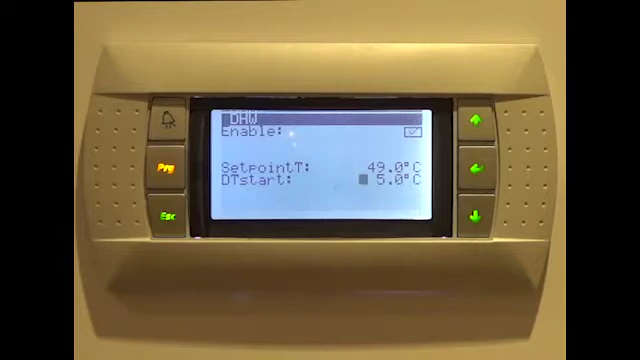 DHW
Enable:
SetpointT: 49.0°C
DTstart: 5.0°C
Prg
Esc